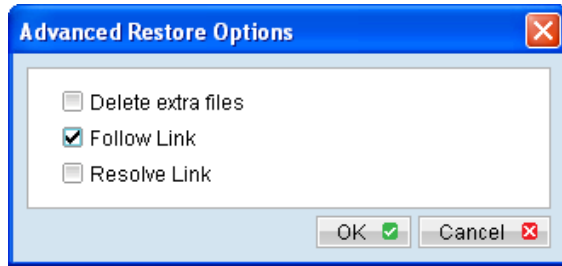 Advanced Restore Options
Delete extra files
Follow Link
Resolve Link
OK Cancel